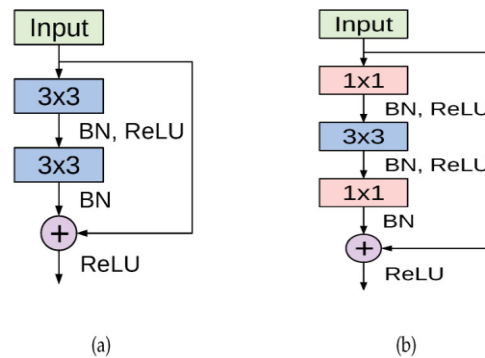 Input
3x3
BN, ReLU
3x3
BN
+
ReLU
(a)
Input
1x1
BN, ReLU
3x3
BN, ReLU
1x1
BN
+
ReLU
(b)